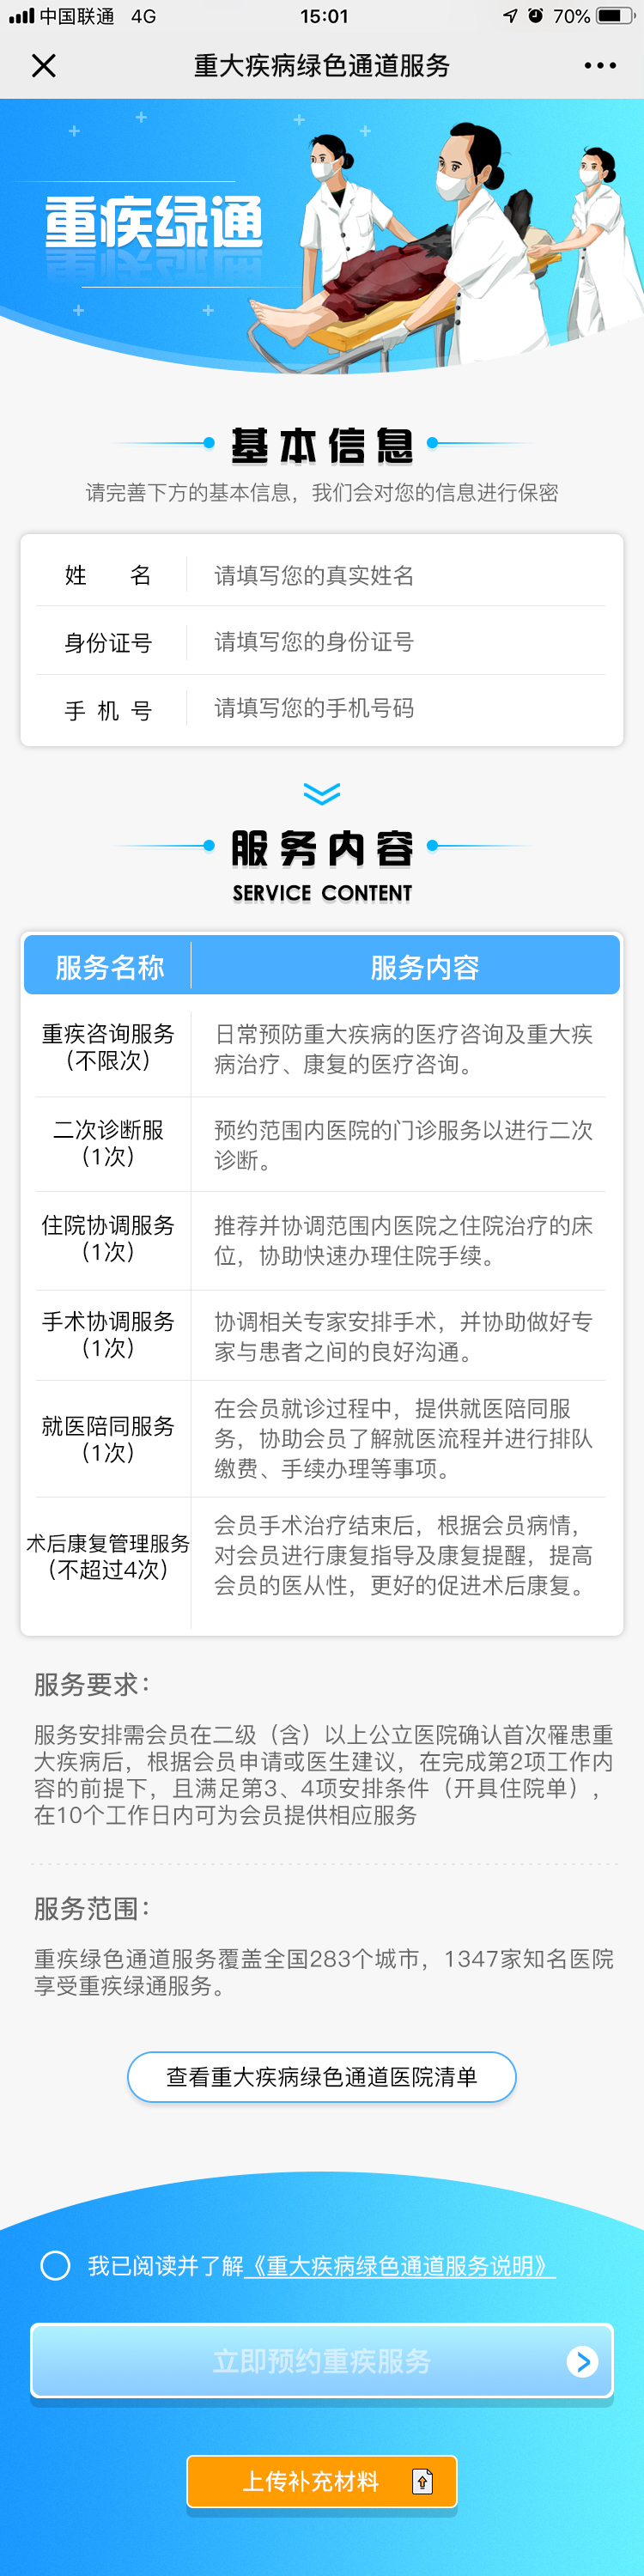 中国联通 4G 15:01 70%
重大疾病绿色通道服务
重疾绿通
基本信息
请完善下方的基本信息，我们会对您的信息进行保密
姓 名 请填写您的真实姓名
身份证号 请填写您的身份证号
手 机 号 请填写您的手机号码
服务内容
SERVICE CONTENT
服务名称 服务内容
重疾咨询服务
（不限次）
日常预防重大疾病的医疗咨询及重大疾
病治疗、康复的医疗咨询。
二次诊断服
（1次）
预约范围内医院的门诊服务以进行二次
诊断。
住院协调服务
（1次）
推荐并协调范围内医院之住院治疗的床
位，协助快速办理住院手续。
手术协调服务
（1次）
协调相关专家安排手术，并协助做好专
家与患者之间的良好沟通。
就医陪同服务
（1次）
在会员就诊过程中，提供就医陪同服
务，协助会员了解就医流程并进行排队
缴费、手续办理等事项。
术后康复管理服务
（不超过4次）
会员手术治疗结束后，根据会员病情，
对会员进行康复指导及康复提醒，提高
会员的医从性，更好的促进术后康复。
服务要求：
服务安排需会员在二级（含）以上公立医院确认首次罹患重
大疾病后，根据会员申请或医生建议，在完成第2项工作内
容的前提下，且满足第3、4项安排条件（开具住院单），
在10个工作日内可为会员提供相应服务
服务范围：
重疾绿色通道服务覆盖全国283个城市，1347家知名医院
享受重疾绿通服务。
查看重大疾病绿色通道医院清单
我已阅读并了解《重大疾病绿色通道服务说明》
立即预约重疾服务
上传补充材料